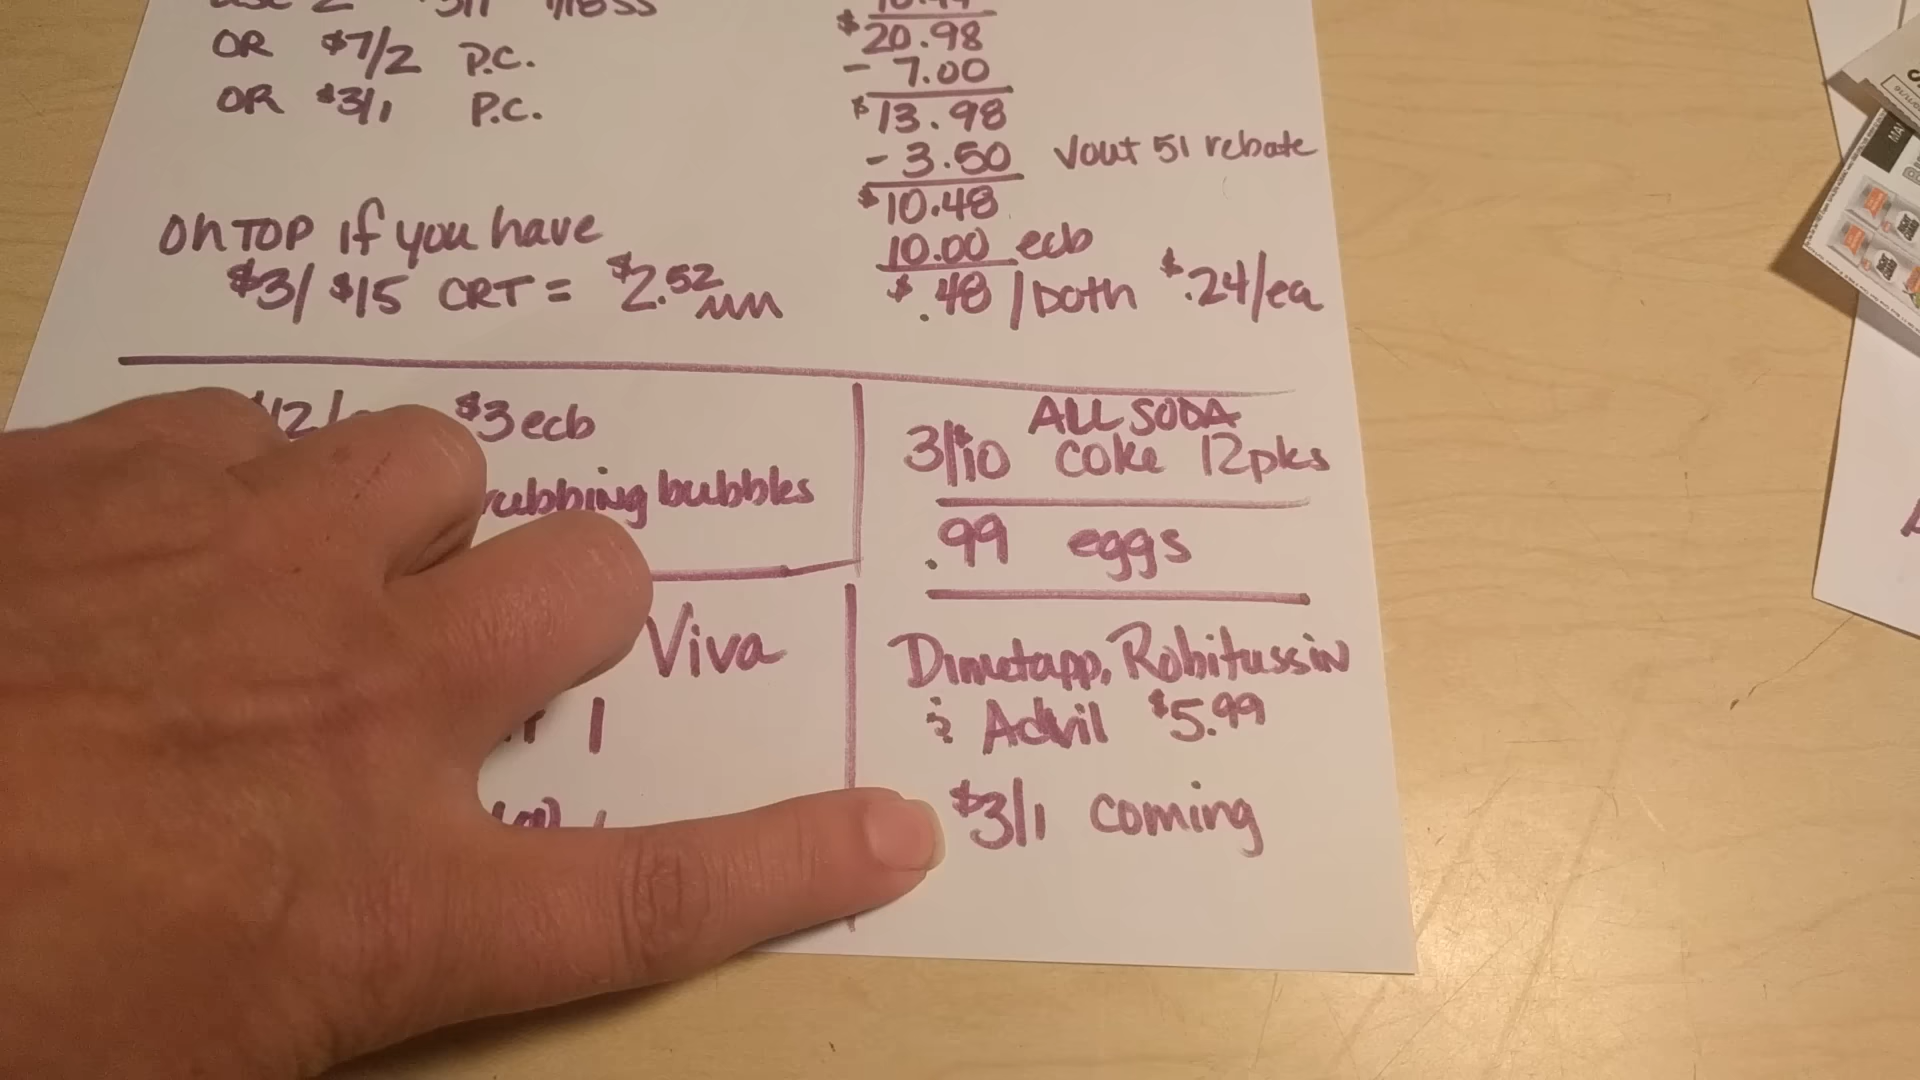 OR $7/2 P.C.
OR $3/1 P.C.
$20.98
- 7.00
$13.98
- 3.50 Vout 51 rebate
$10.48
10.00 ecb
$.48 / both $.24/ea
On TOP if you have
$3/ $15 CRT = $2.52 mm
$12/ $3 ecb
rubbing bubbles
Viva
1
ALL SODA
3/$10 Coke 12pks
.99 eggs
Dimetapp, Robitussin
& Advil $5.99
$3/1 coming